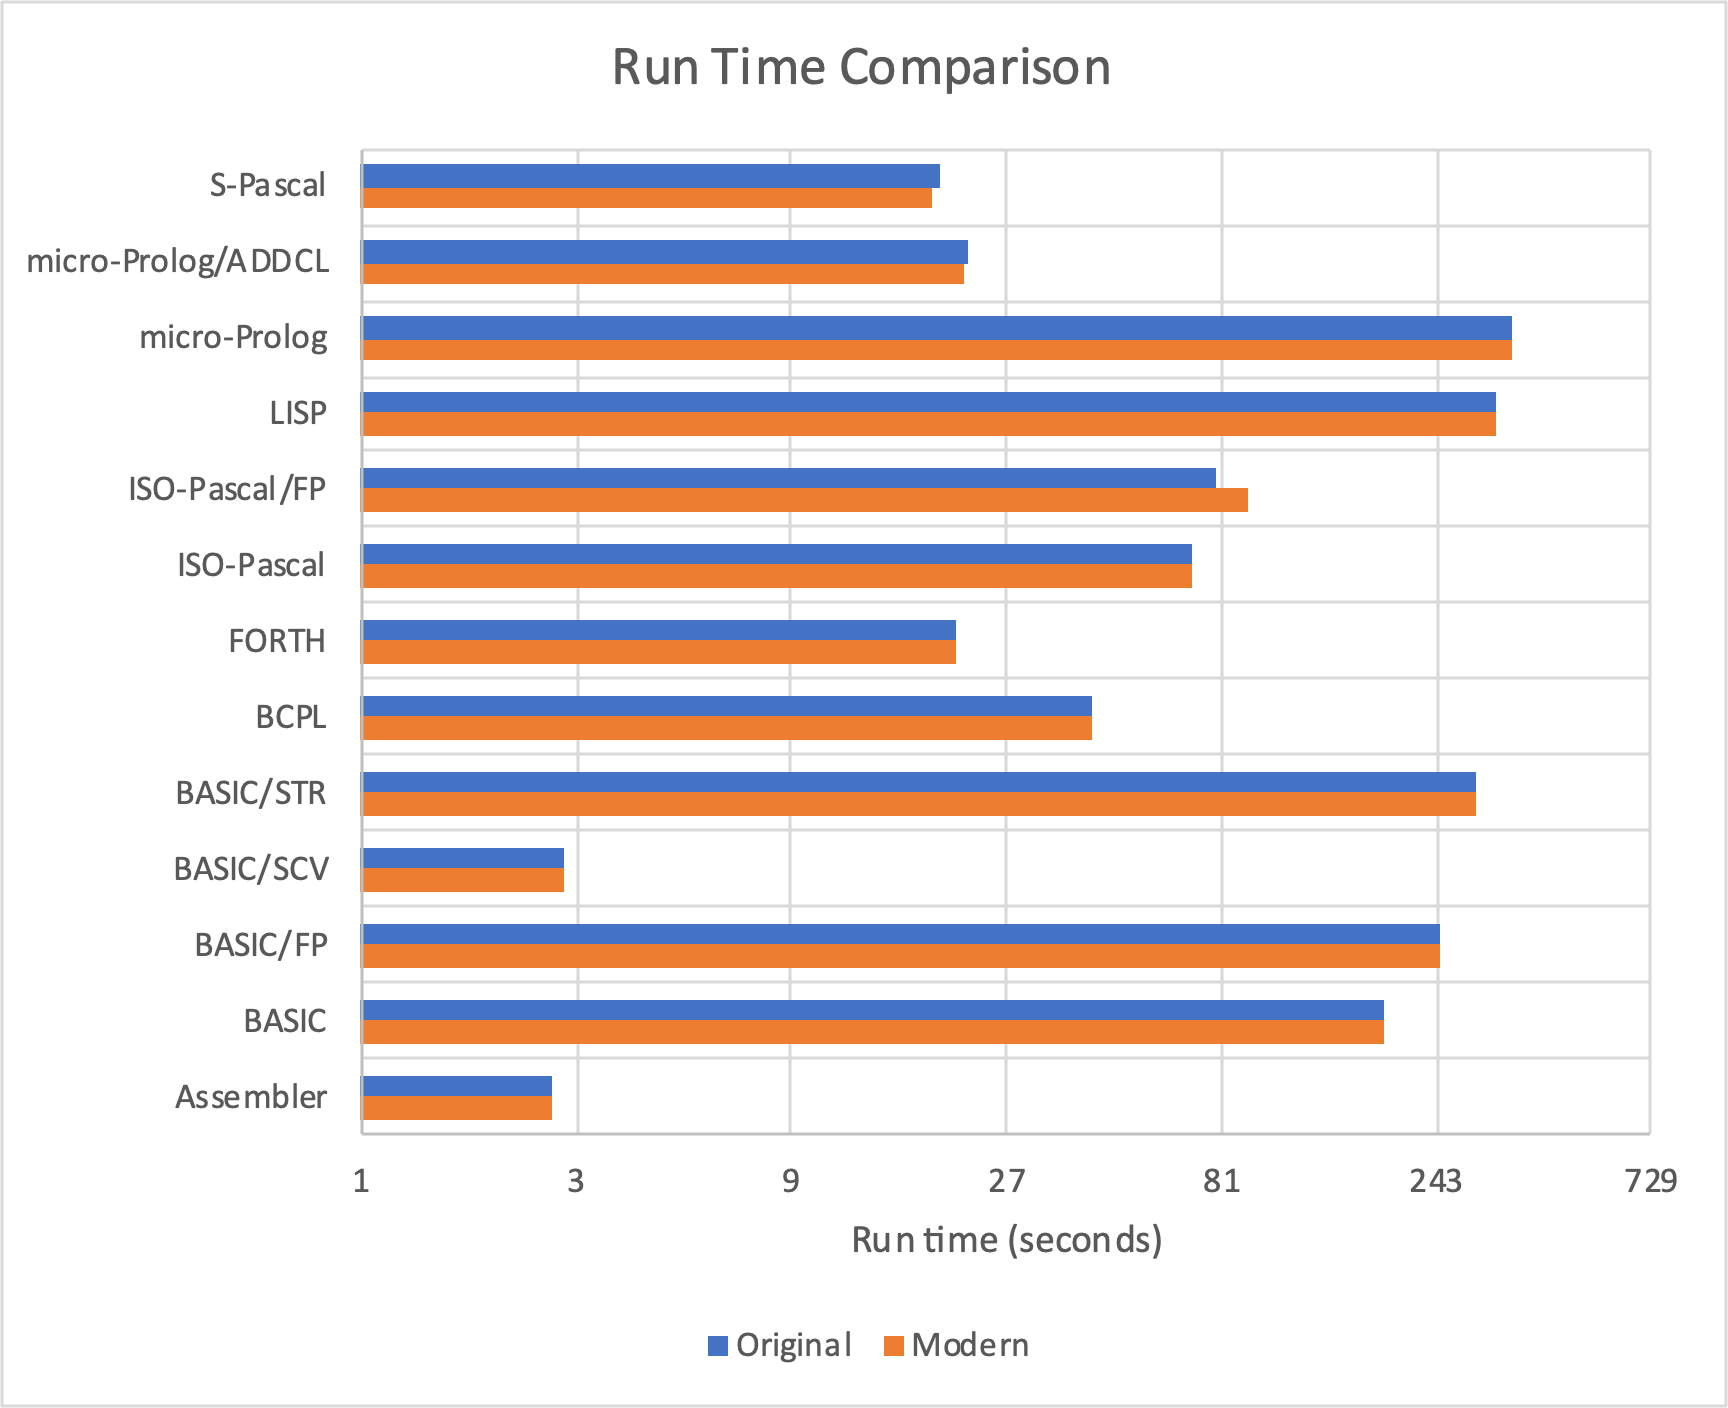 Run Time Comparison
S-Pascal
micro-Prolog/ADDCL
micro-Prolog
LISP
ISO-Pascal/FP
ISO-Pascal
FORTH
BCPL
BASIC/STR
BASIC/SCV
BASIC/FP
BASIC
Assembler
1 3 9 27 81 243 729
Run time (seconds)
Original Modern